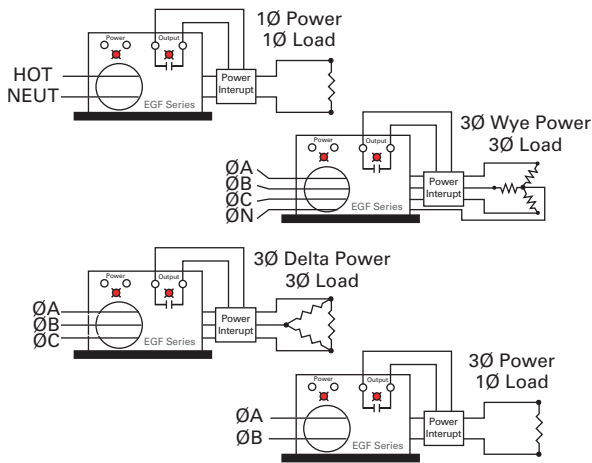 1Ø Power
1Ø Load
Power
Output
HOT
NEUT
Power
Interupt
EGF Series
3Ø Wye Power
3Ø Load
Power
Output
ØA
ØB
ØC
ØN
Power
Interupt
EGF Series
3Ø Delta Power
3Ø Load
Power
Output
ØA
ØB
ØC
Power
Interupt
EGF Series
3Ø Power
1Ø Load
Power
Output
ØA
ØB
Power
Interupt
EGF Series